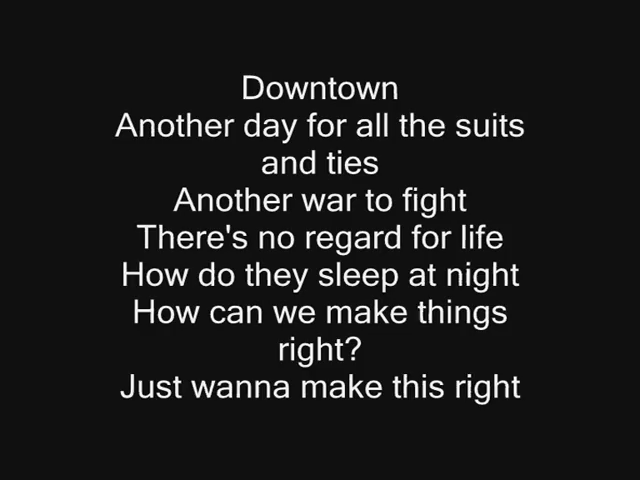 Downtown
Another day for all the suits
and ties
Another war to fight
There's no regard for life
How do they sleep at night
How can we make things
right?
Just wanna make this right